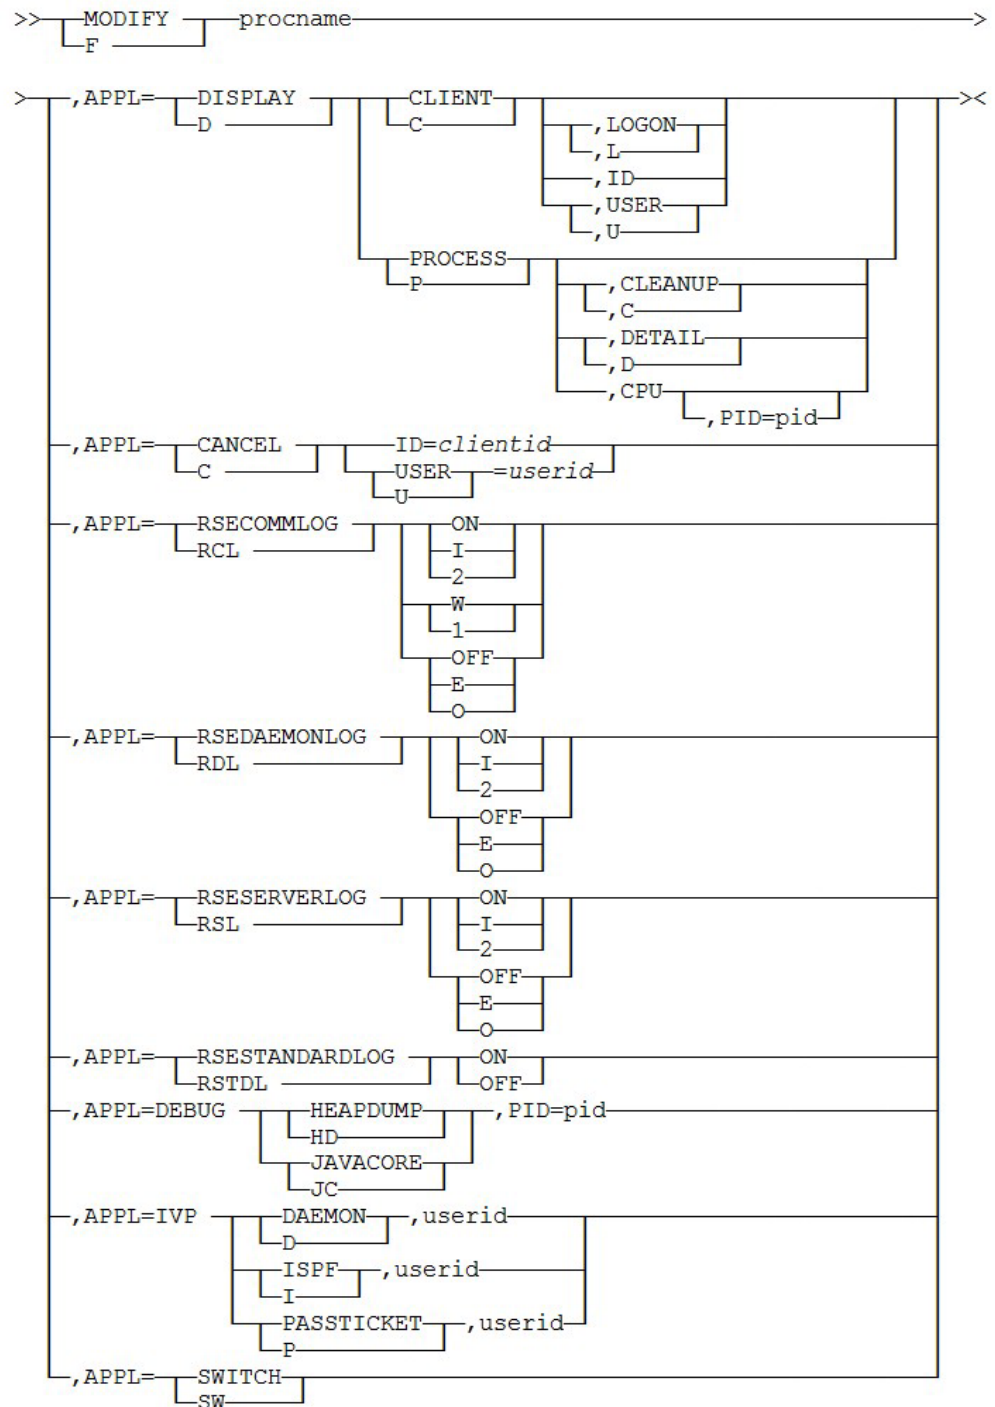 >> MODIFY procname >
F
> ,APPL= DISPLAY CLIENT ><
D C
,LOGON
,L
,ID
,USER
,U
PROCESS
P
,CLEANUP
,C
,DETAIL
,D
,CPU
,PID=pid
,APPL= CANCEL ID=clientid
C USER =userid
U
,APPL= RSECOMMLOG ON
RCL I
2
W
1
OFF
E
O
,APPL= RSEDAEMONLOG ON
RDL I
2
OFF
E
O
,APPL= RSESERVERLOG ON
RSL I
2
OFF
E
O
,APPL= RSESTANDARDLOG ON
RSTDL OFF
,APPL=DEBUG HEAPDUMP ,PID=pid
HD
JAVACORE
JC
,APPL=IVP DAEMON ,userid
D
ISPF ,userid
I
PASSTICKET ,userid
P
,APPL= SWITCH
SW